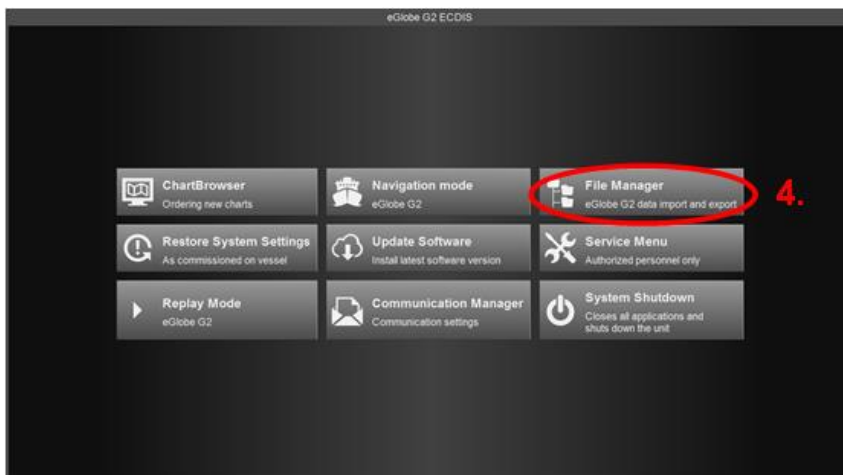 eGlobe G2 ECDIS
ChartBrowser
Ordering new charts
Navigation mode
eGlobe G2
File Manager
eGlobe G2 data import and export
4.
Restore System Settings
As commissioned on vessel
Update Software
Install latest software version
Service Menu
Authorized personnel only
Replay Mode
eGlobe G2
Communication Manager
Communication settings
System Shutdown
Closes all applications and
shuts down the unit